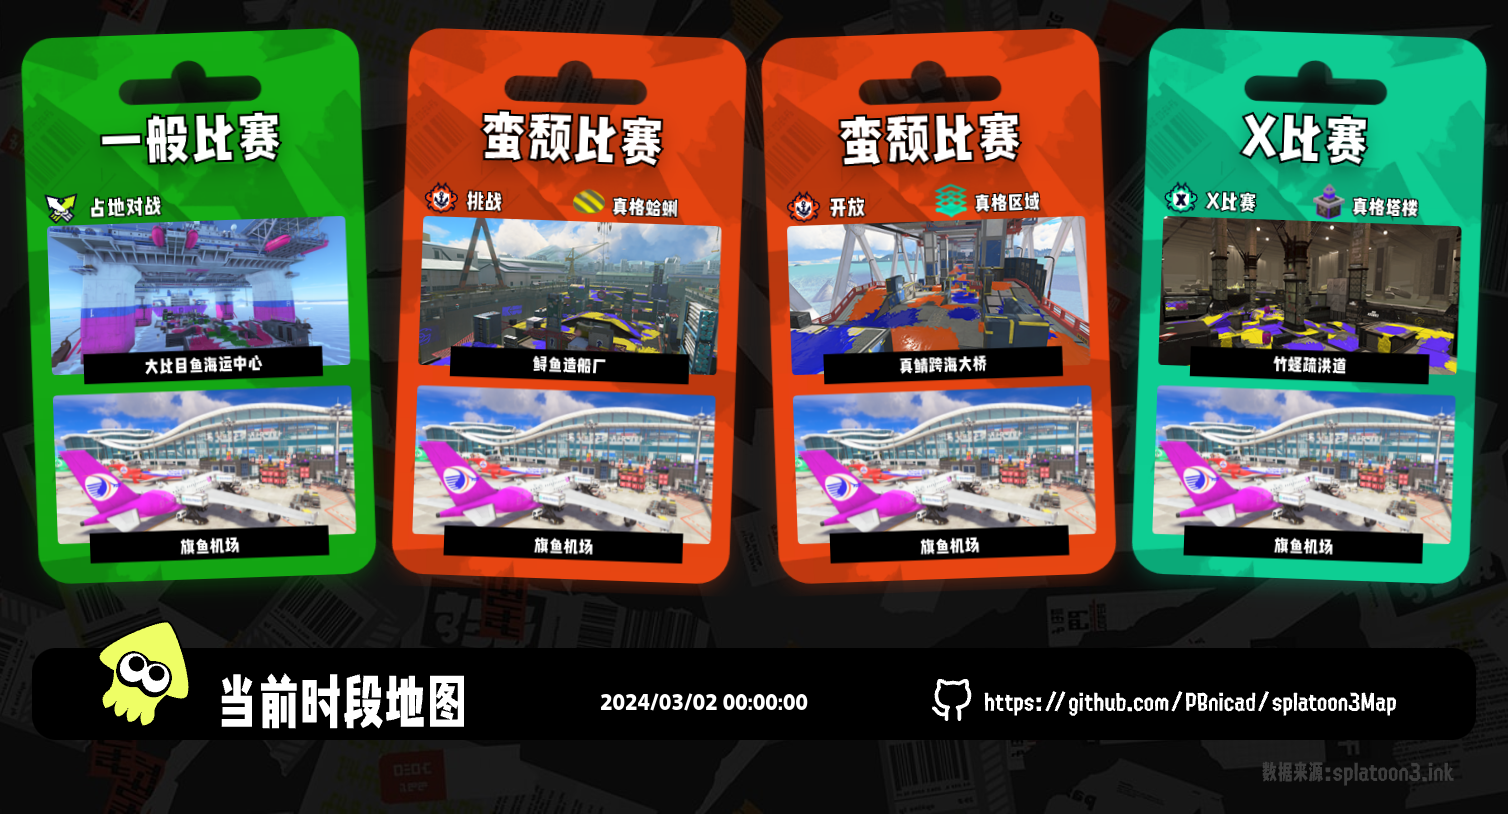 一般比赛
占地对战
大比目鱼海运中心
旗鱼机场
蛮颓比赛
挑战
真格蛤蜊
鲟鱼造船厂
旗鱼机场
蛮颓比赛
开放
真格区域
真鲭跨海大桥
旗鱼机场
X比赛
X比赛
真格塔楼
竹蛏疏洪道
旗鱼机场
当前时段地图
2024/03/02 00:00:00
https://github.com/PBnicad/splatoon3Map
数据来源:splatoon3.ink